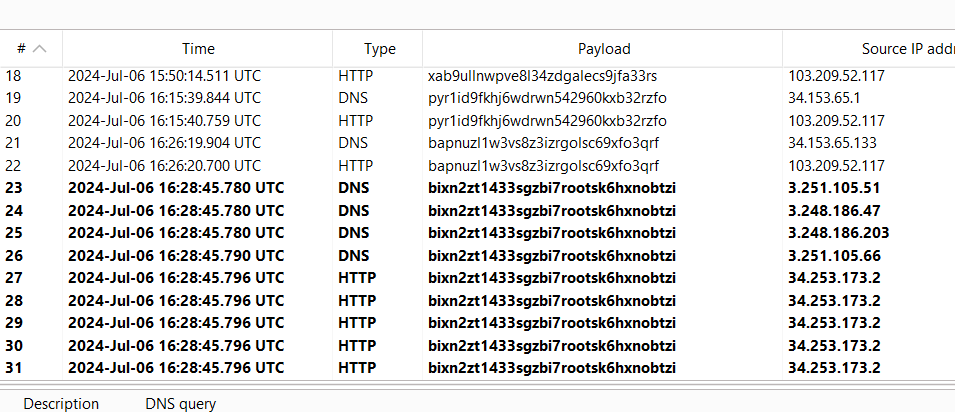 # Time Type Payload Source IP addr
18 2024-Jul-06 15:50:14.511 UTC HTTP xab9ullnwpve8l34zdgalecs9jfa33rs 103.209.52.117
19 2024-Jul-06 16:15:39.844 UTC DNS pyr1id9fkhj6wdrwn542960kxb32rzfo 34.153.65.1
20 2024-Jul-06 16:15:40.759 UTC HTTP pyr1id9fkhj6wdrwn542960kxb32rzfo 103.209.52.117
21 2024-Jul-06 16:26:19.904 UTC DNS bapnuzl1w3vs8z3izrgolsc69xfo3qrf 34.153.65.133
22 2024-Jul-06 16:26:20.700 UTC HTTP bapnuzl1w3vs8z3izrgolsc69xfo3qrf 103.209.52.117
23 2024-Jul-06 16:28:45.780 UTC DNS bixn2zt1433sgzbi7rootsk6hxnobtzi 3.251.105.51
24 2024-Jul-06 16:28:45.780 UTC DNS bixn2zt1433sgzbi7rootsk6hxnobtzi 3.248.186.47
25 2024-Jul-06 16:28:45.780 UTC DNS bixn2zt1433sgzbi7rootsk6hxnobtzi 3.248.186.203
26 2024-Jul-06 16:28:45.790 UTC DNS bixn2zt1433sgzbi7rootsk6hxnobtzi 3.251.105.66
27 2024-Jul-06 16:28:45.796 UTC HTTP bixn2zt1433sgzbi7rootsk6hxnobtzi 34.253.173.2
28 2024-Jul-06 16:28:45.796 UTC HTTP bixn2zt1433sgzbi7rootsk6hxnobtzi 34.253.173.2
29 2024-Jul-06 16:28:45.796 UTC HTTP bixn2zt1433sgzbi7rootsk6hxnobtzi 34.253.173.2
30 2024-Jul-06 16:28:45.796 UTC HTTP bixn2zt1433sgzbi7rootsk6hxnobtzi 34.253.173.2
31 2024-Jul-06 16:28:45.796 UTC HTTP bixn2zt1433sgzbi7rootsk6hxnobtzi 34.253.173.2
Description DNS query